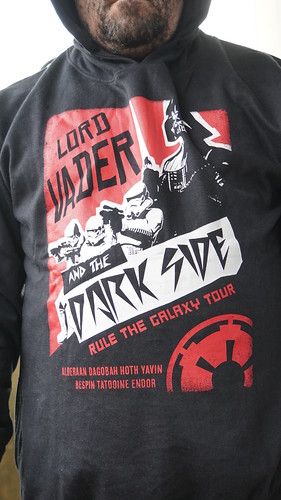 LORD
VADER
AND THE
DARK SIDE
RULE THE GALAXY TOUR
ALDERAAN DAGOBAH HOTH YAVIN
BESPIN TATOOINE ENDOR